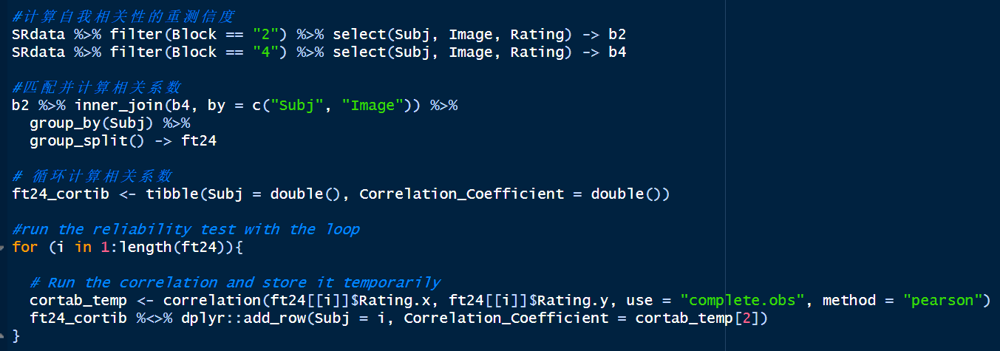 #计算自我相关性的重测信度
SRdata %>% filter(Block == "2") %>% select(Subj, Image, Rating) -> b2
SRdata %>% filter(Block == "4") %>% select(Subj, Image, Rating) -> b4
#匹配并计算相关系数
b2 %>% inner_join(b4, by = c("Subj", "Image")) %>%
group_by(Subj) %>%
group_split() -> ft24
# 循环计算相关系数
ft24_cortib <- tibble(Subj = double(), Correlation_Coefficient = double())
#run the reliability test with the loop
for (i in 1:length(ft24)){
# Run the correlation and store it temporarily
cortab_temp <- correlation(ft24[[i]]$Rating.x, ft24[[i]]$Rating.y, use = "complete.obs", method = "pearson")
ft24_cortib %<>% dplyr::add_row(Subj = i, Correlation_Coefficient = cortab_temp[2])
}